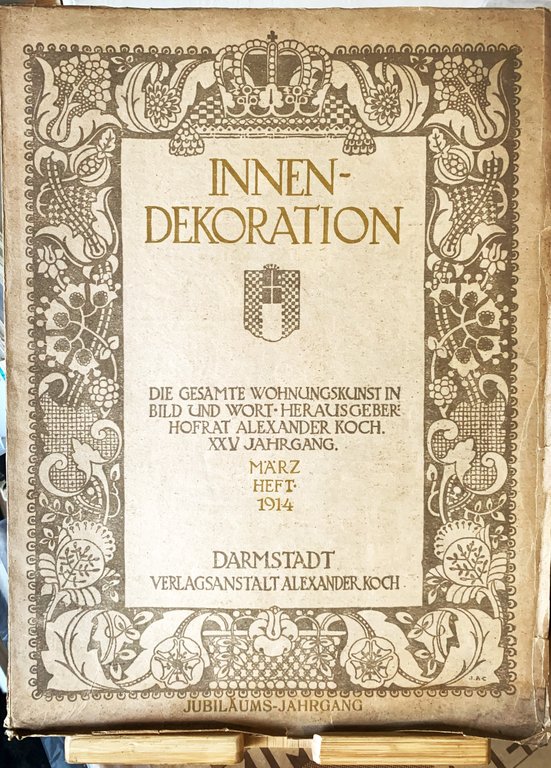 INNEN-
DEKORATION
DIE GESAMTE WOHNUNGSKUNST IN
BILD UND WORT · HERAUSGEBER:
HOFRAT ALEXANDER KOCH.
XXV JAHRGANG.
MÄRZ
HEFT·
1914
DARMSTADT
VERLAGSANSTALT ALEXANDER KOCH
J.A.C
JUBILÄUMS-JAHRGANG